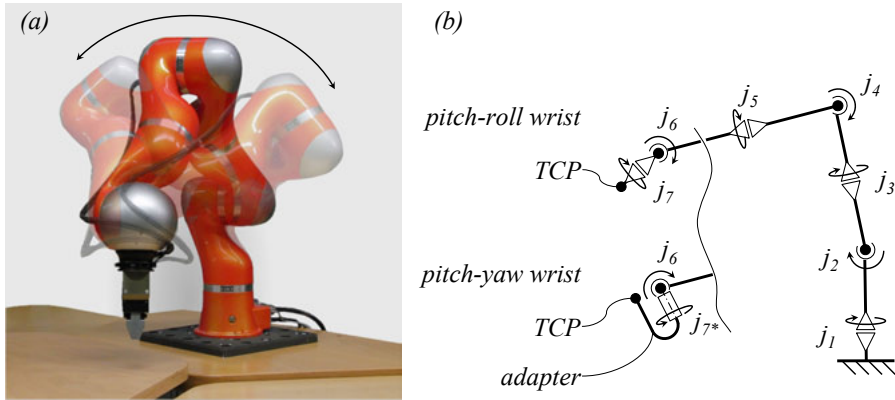 (a)
(b)
j4
j5
pitch-roll wrist
j6
TCP
j7
j3
j6
pitch-yaw wrist
j2
TCP
j7*
j1
adapter